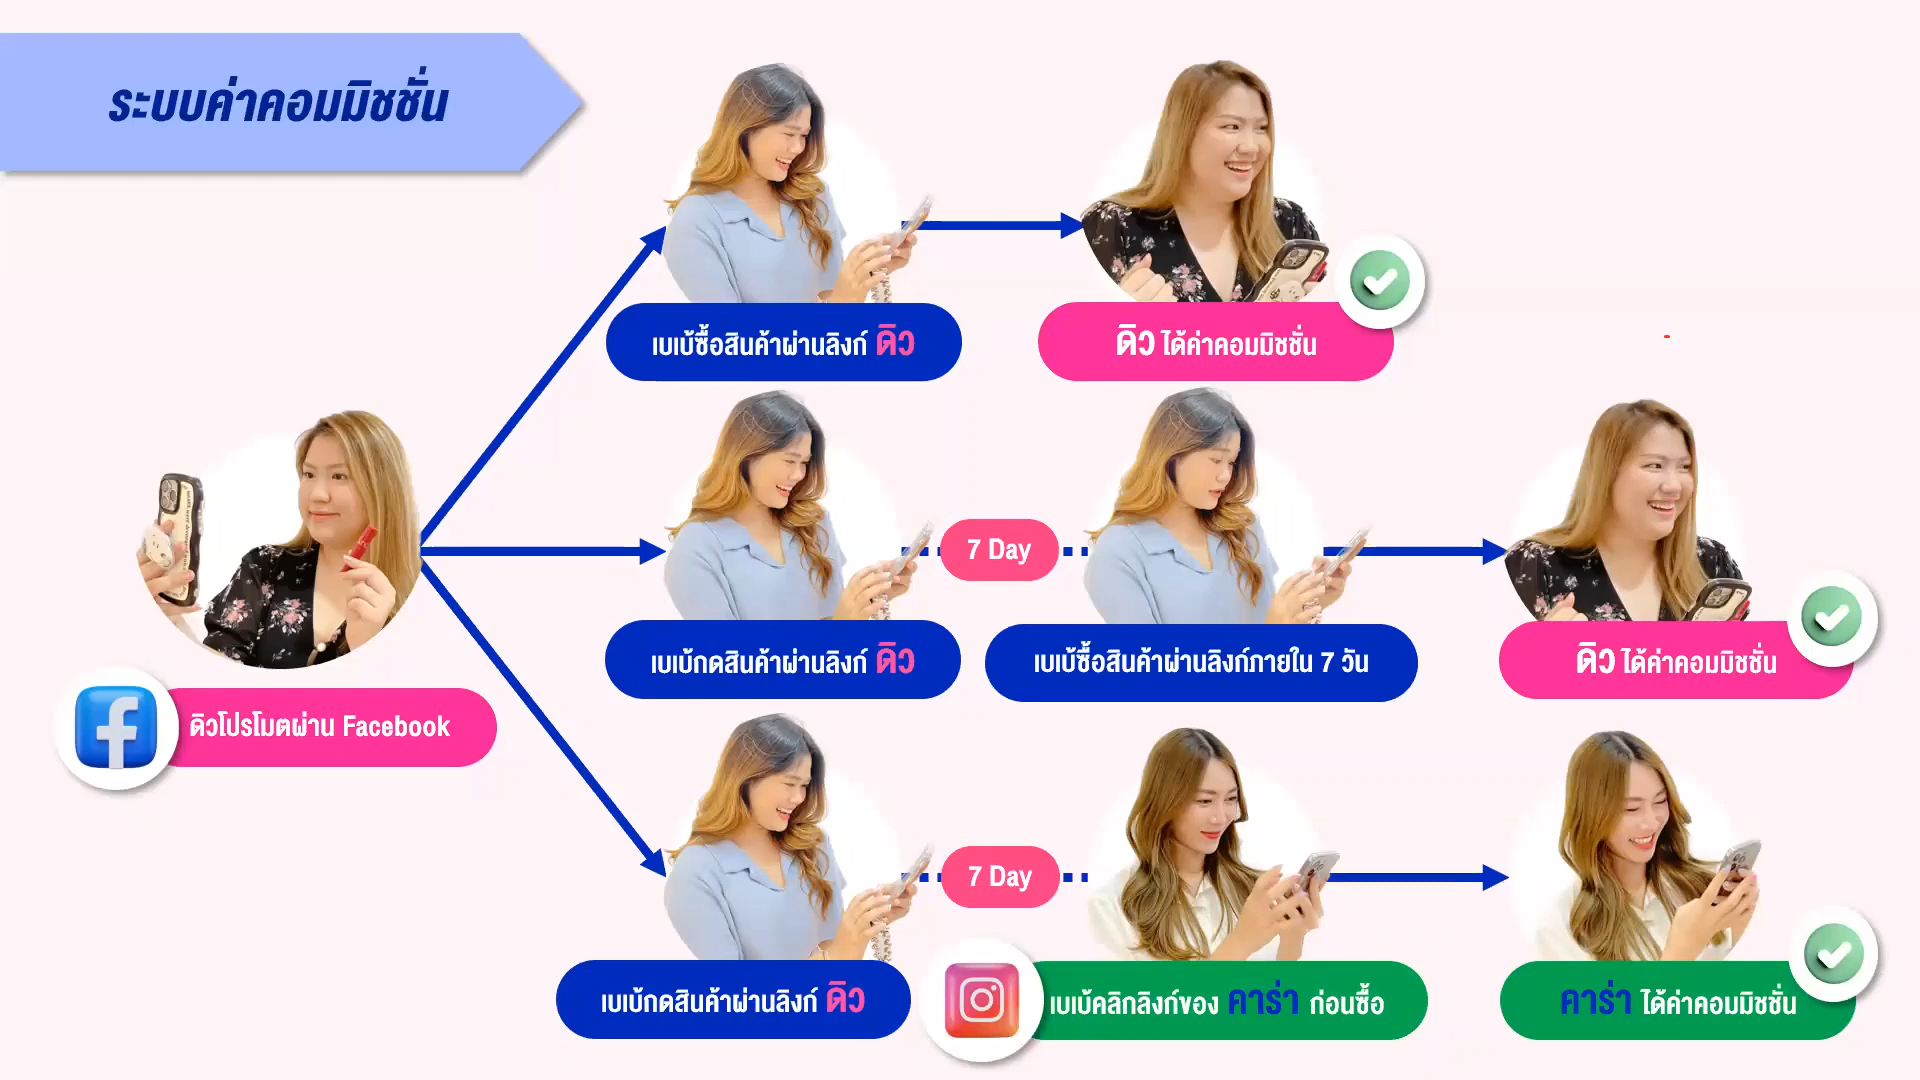 ระบบค่าคอมมิชชั่น
เบเบ้ซื้อสินค้าผ่านลิงก์ ดิว
ดิว ได้ค่าคอมมิชชั่น
ดิวโปรโมตผ่าน Facebook
7 Day
เบเบ้กดสินค้าผ่านลิงก์ ดิว
เบเบ้ซื้อสินค้าผ่านลิงก์ภายใน 7 วัน
ดิว ได้ค่าคอมมิชชั่น
7 Day
เบเบ้กดสินค้าผ่านลิงก์ ดิว
เบเบ้คลิกลิงก์ของ คาร่า ก่อนซื้อ
คาร่า ได้ค่าคอมมิชชั่น